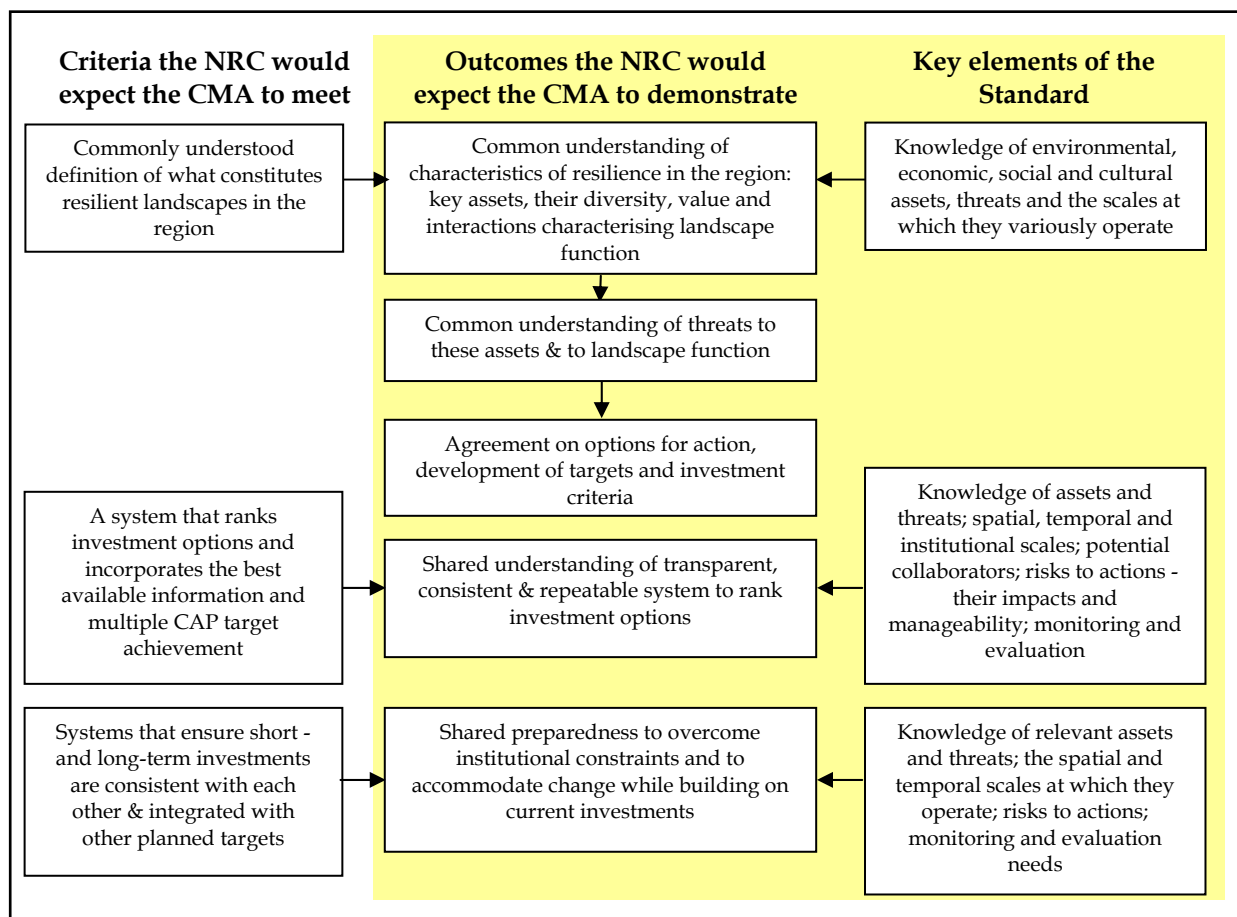 Criteria the NRC would
expect the CMA to meet
Outcomes the NRC would
expect the CMA to demonstrate
Key elements of the
Standard
Commonly understood
definition of what constitutes
resilient landscapes in the
region
Common understanding of
characteristics of resilience in the region:
key assets, their diversity, value and
interactions characterising landscape
function
Knowledge of environmental,
economic, social and cultural
assets, threats and the scales at
which they variously operate
Common understanding of threats to
these assets & to landscape function
Agreement on options for action,
development of targets and investment
criteria
A system that ranks
investment options and
incorporates the best
available information and
multiple CAP target
achievement
Shared understanding of transparent,
consistent & repeatable system to rank
investment options
Knowledge of assets and
threats; spatial, temporal and
institutional scales; potential
collaborators; risks to actions -
their impacts and
manageability; monitoring and
evaluation
Systems that ensure short -
and long-term investments
are consistent with each
other & integrated with
other planned targets
Shared preparedness to overcome
institutional constraints and to
accommodate change while building on
current investments
Knowledge of relevant assets
and threats; the spatial and
temporal scales at which they
operate; risks to actions;
monitoring and evaluation
needs